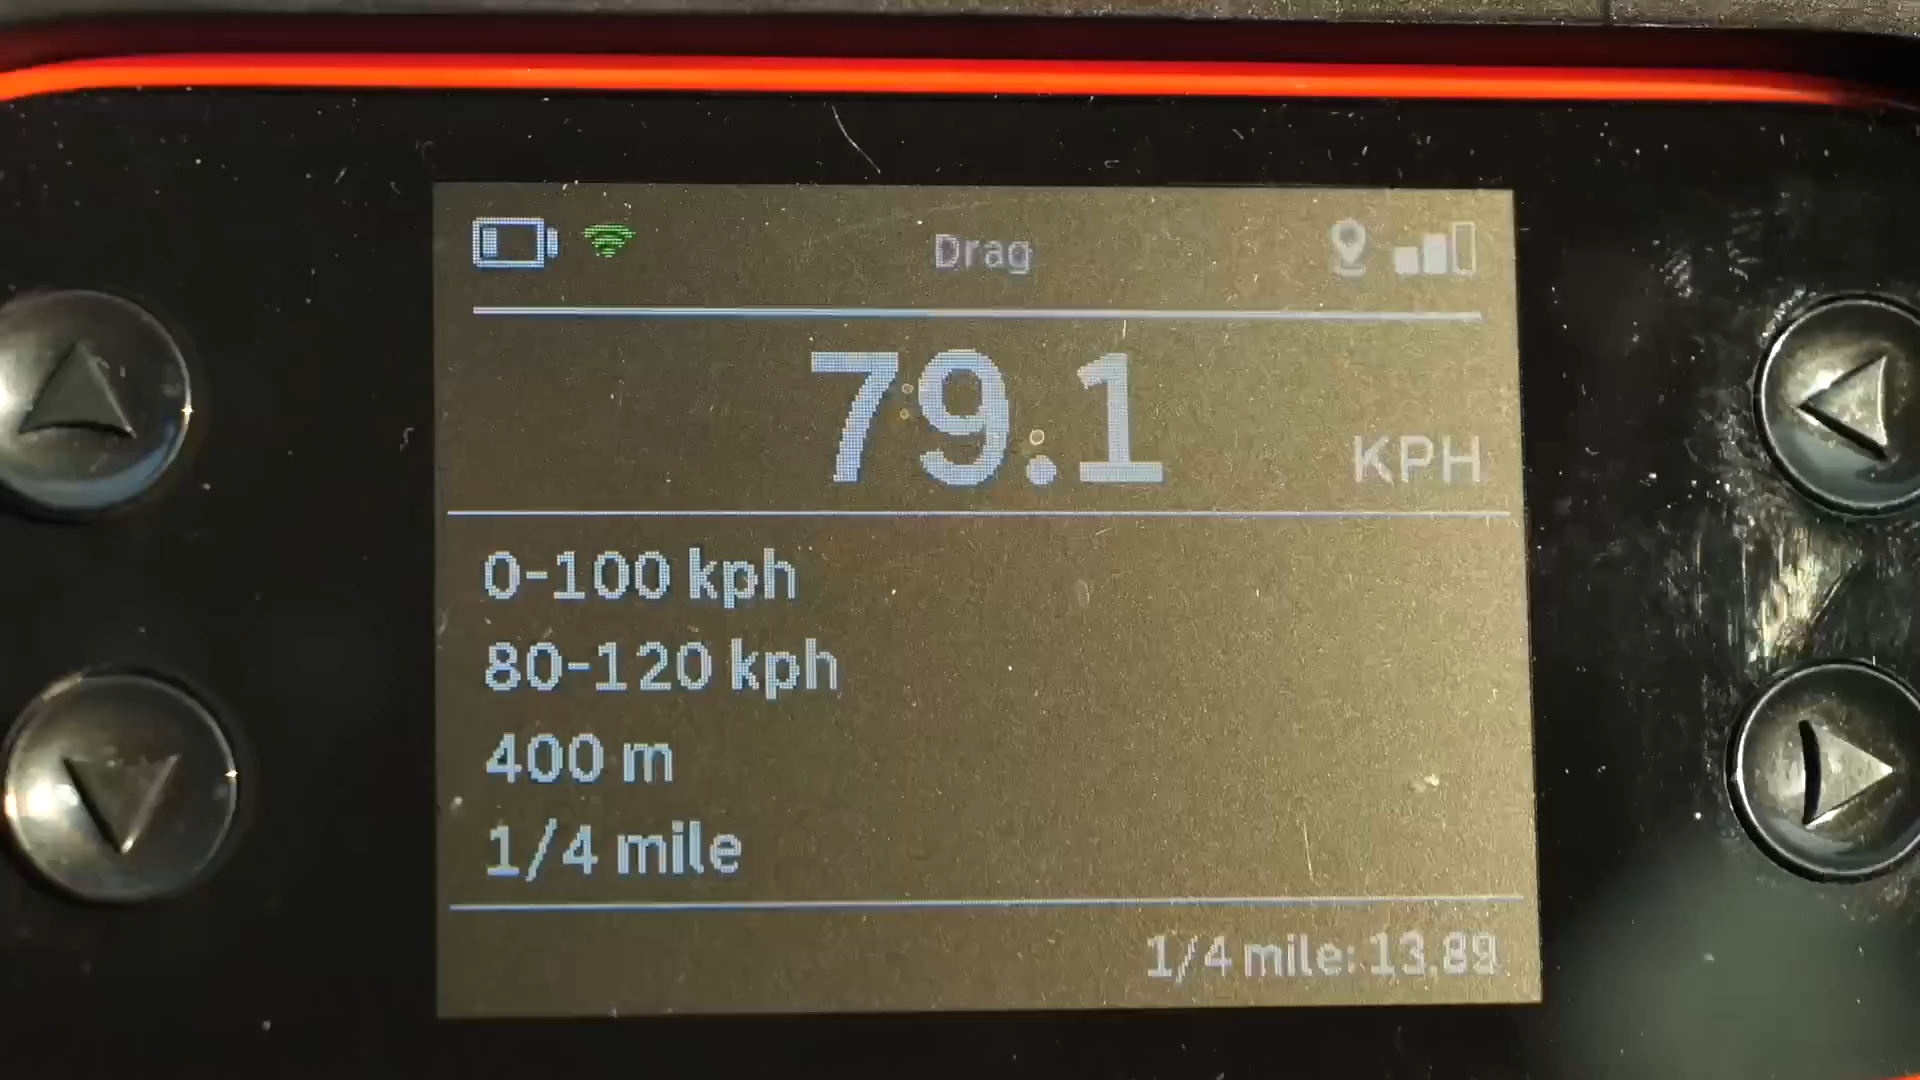 Drag
79.1 KPH
0-100 kph
80-120 kph
400 m
1/4 mile
1/4 mile: 13.89